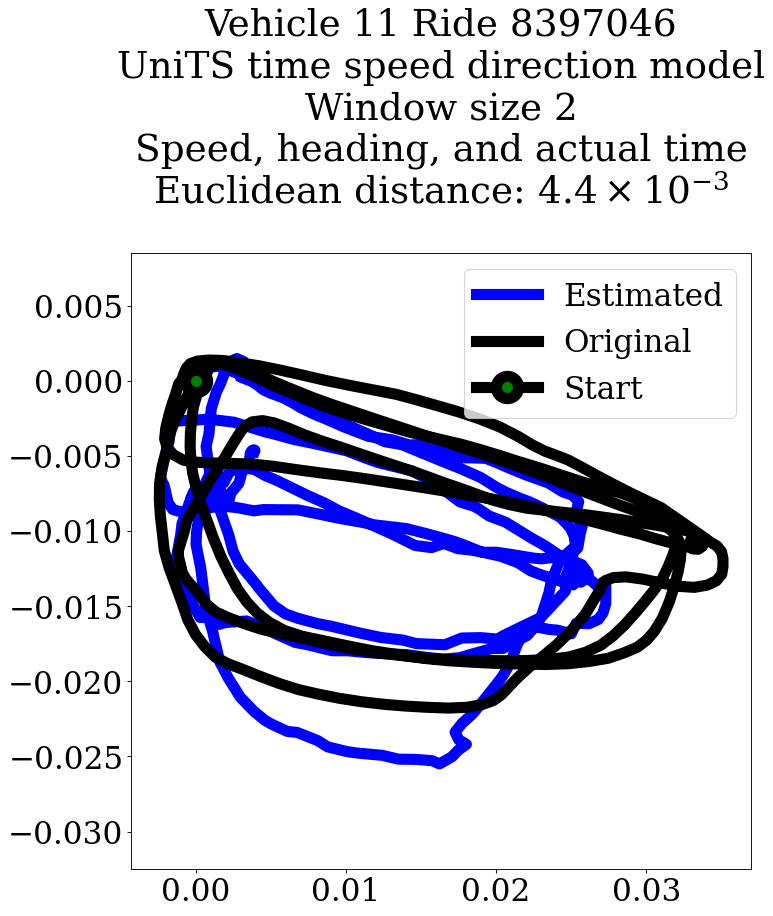 Vehicle 11 Ride 8397046
UniTS time speed direction model
Window size 2
Speed, heading, and actual time
Euclidean distance: 4.4 × 10⁻³
Estimated
Original
Start
0.005
0.000
−0.005
−0.010
−0.015
−0.020
−0.025
−0.030
0.00 0.01 0.02 0.03